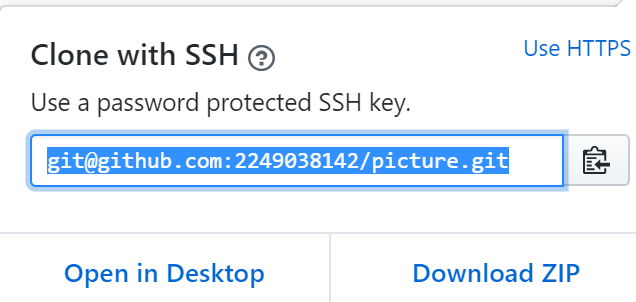 Clone with SSH ?
Use HTTPS
Use a password protected SSH key.
git@github.com:2249038142/picture.git
Open in Desktop
Download ZIP